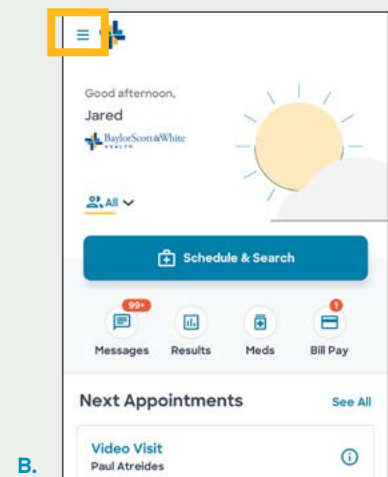 Good afternoon,
Jared
BaylorScott&White
HEALTH
All
Schedule & Search
99+
1
Messages Results Meds Bill Pay
Next Appointments See All
Video Visit
Paul Atreides
B.